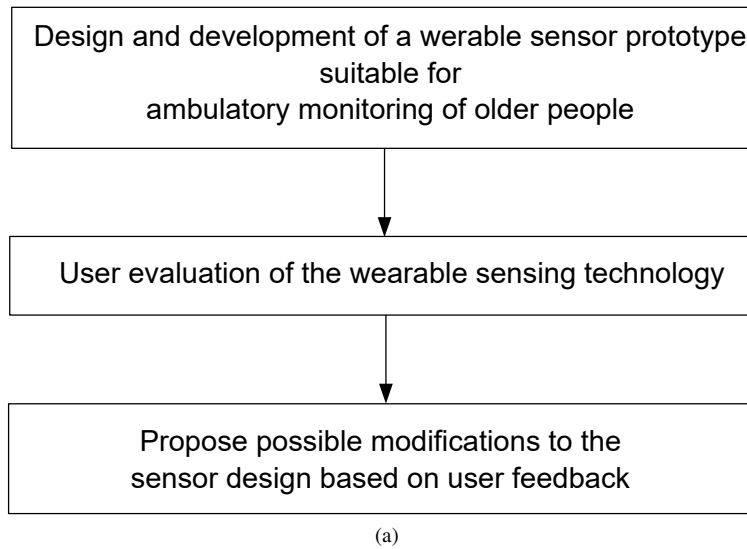 Design and development of a werable sensor prototype
suitable for
ambulatory monitoring of older people
User evaluation of the wearable sensing technology
Propose possible modifications to the
sensor design based on user feedback
(a)